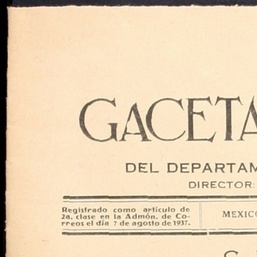 GACETA
DEL DEPARTAM
DIRECTOR:
Registrado como artículo de
2a. clase en la Admón. de Co-
rreos el día 7 de agosto de 1937.
MEXICO